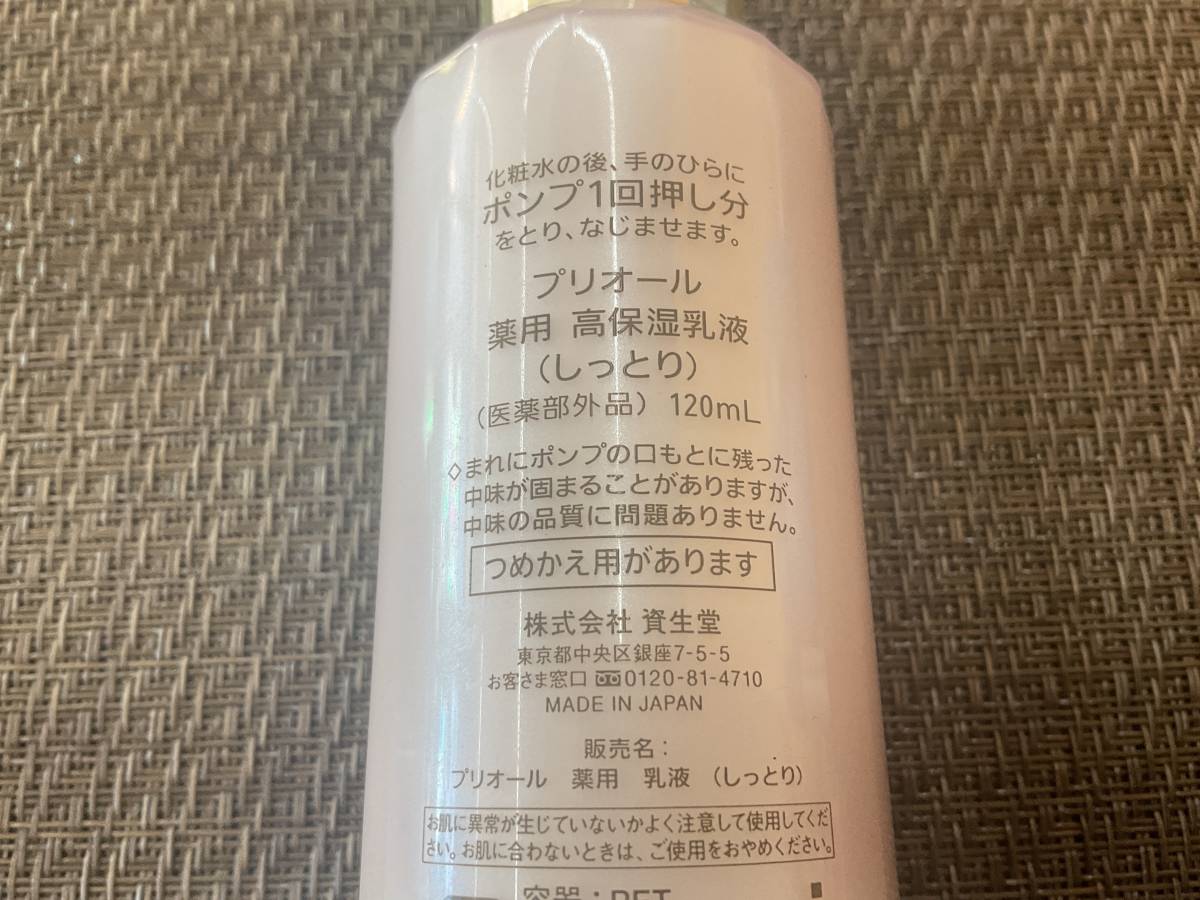 化粧水の後、手のひらに
ポンプ1回押し分
をとり、なじませます。
プリオール
薬用 高保湿乳液
（しっとり）
（医薬部外品） 120mL
◇まれにポンプの口もとに残った
中味が固まることがありますが、
中味の品質に問題ありません。
つめかえ用があります
株式会社 資生堂
東京都中央区銀座7-5-5
お客さま窓口 0120-81-4710
MADE IN JAPAN
販売名：
プリオール 薬用 乳液 （しっとり）
お肌に異常が生じていないかよく注意して使用してくだ
さい。お肌に合わないときは、ご使用をおやめください。
容器：PET